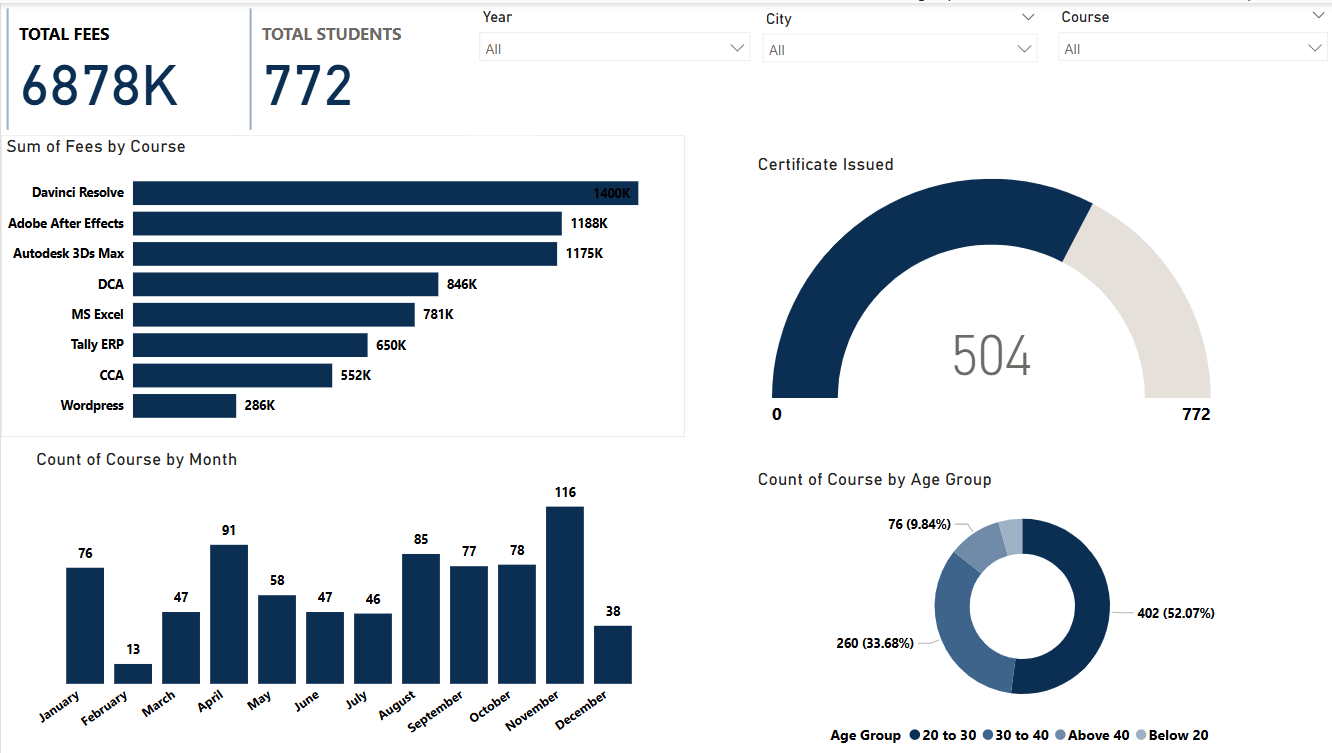 TOTAL FEES
6878K
TOTAL STUDENTS
772
Year
All
City
All
Course
All
Sum of Fees by Course
Davinci Resolve 1400K
Adobe After Effects 1188K
Autodesk 3Ds Max 1175K
DCA 846K
MS Excel 781K
Tally ERP 650K
CCA 552K
Wordpress 286K
Certificate Issued
504
0 772
Count of Course by Month
76 13 47 91 58 47 46 85 77 78 116 38
January February March April May June July August September October November December
Count of Course by Age Group
76 (9.84%)
402 (52.07%)
260 (33.68%)
Age Group 20 to 30 30 to 40 Above 40 Below 20